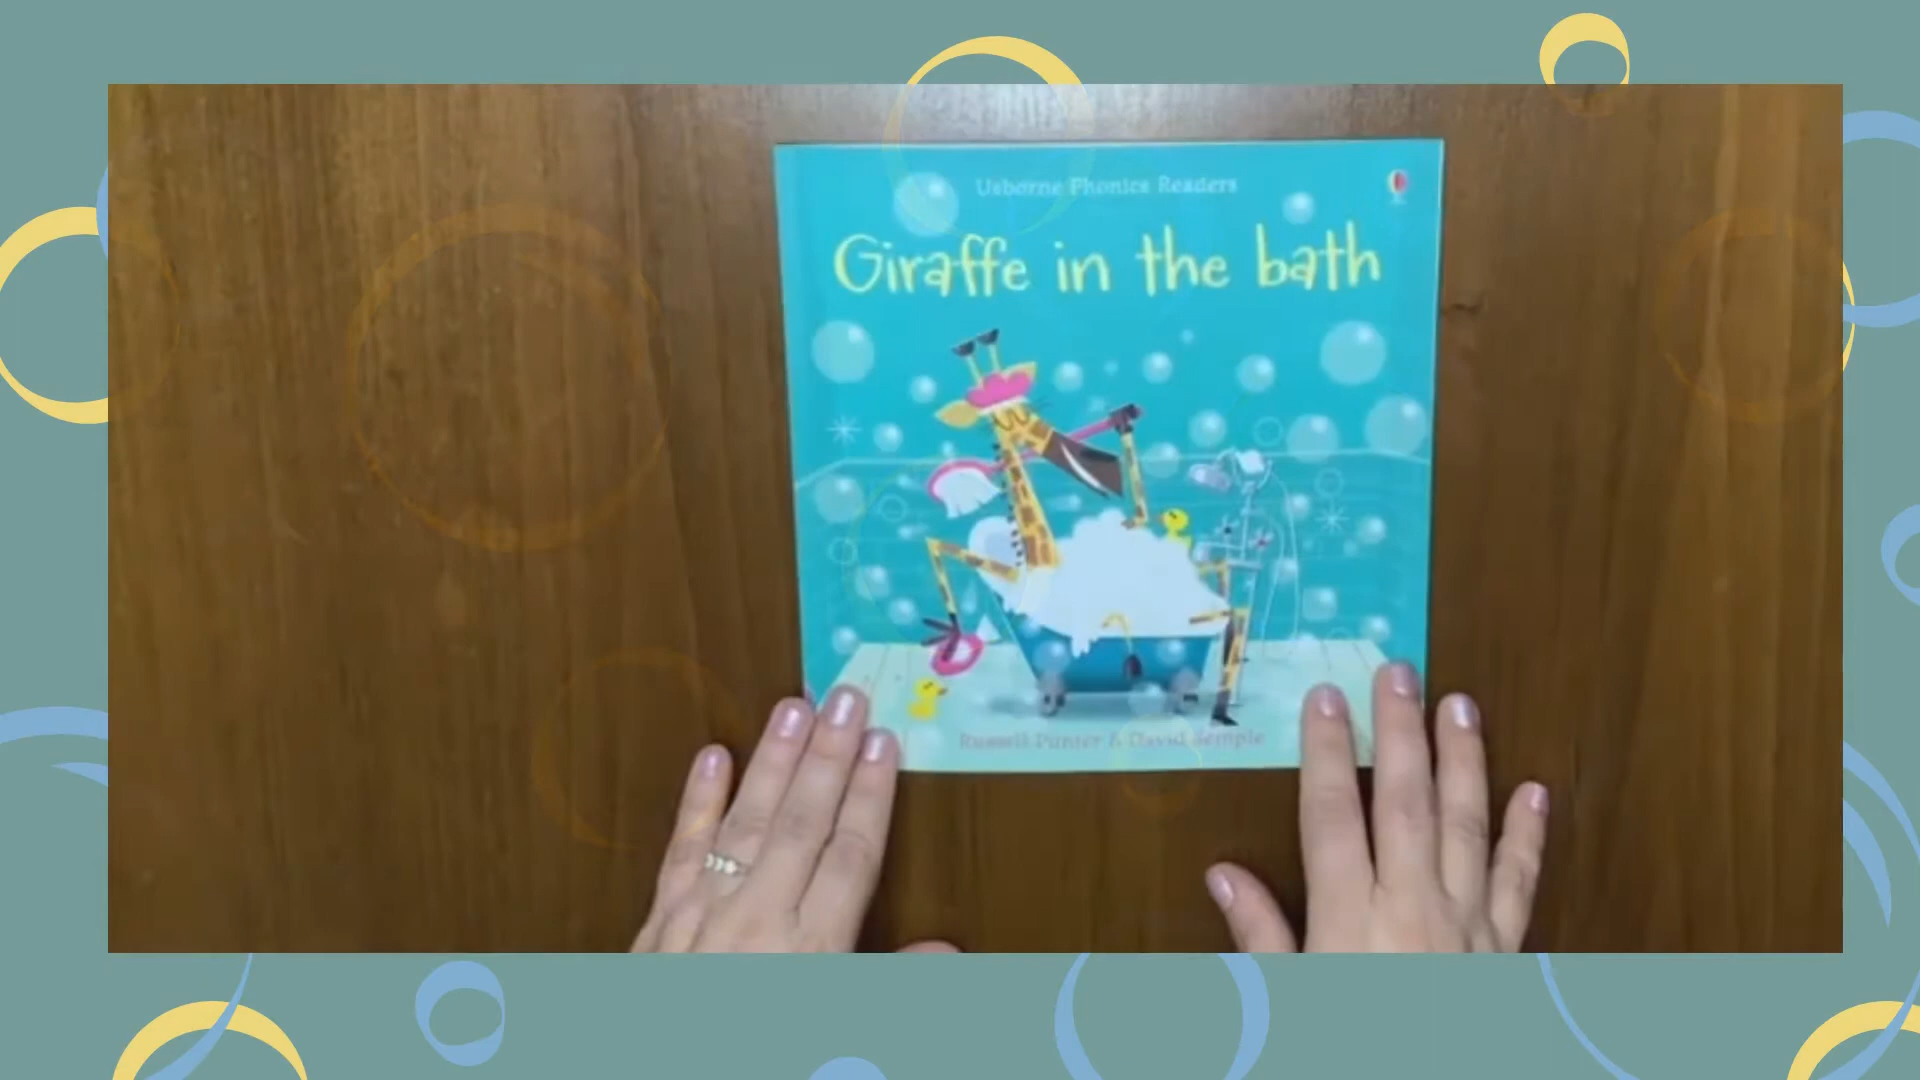 Usborne Phonics Readers
Giraffe in the bath
Russell Punter & David Semple